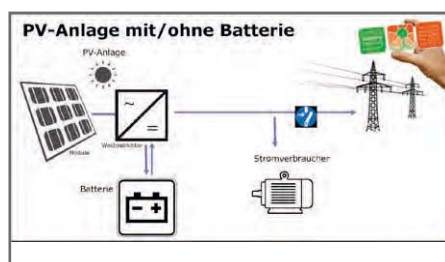 PV-Anlage mit/ohne Batterie
PV-Anlage
Module
Wechselrichter
Stromverbraucher
Batterie